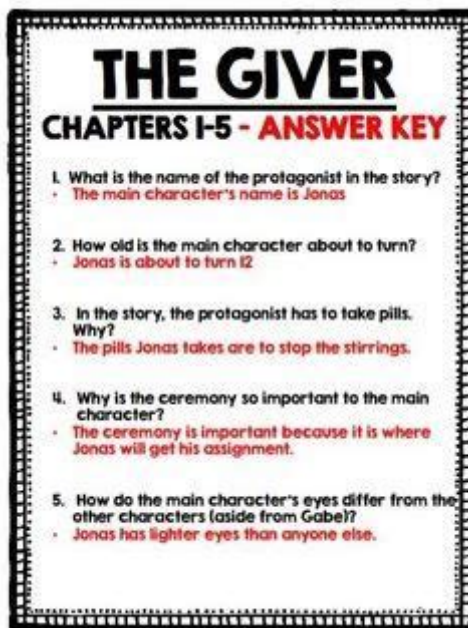 THE GIVER
CHAPTERS 1-5 - ANSWER KEY
1. What is the name of the protagonist in the story?
• The main character's name is Jonas
2. How old is the main character about to turn?
• Jonas is about to turn 12
3. In the story, the protagonist has to take pills.
Why?
• The pills Jonas takes are to stop the stirrings.
4. Why is the ceremony so important to the main
character?
• The ceremony is important because it is where
Jonas will get his assignment.
5. How do the main character's eyes differ from the
other characters (aside from Gabe)?
• Jonas has lighter eyes than anyone else.